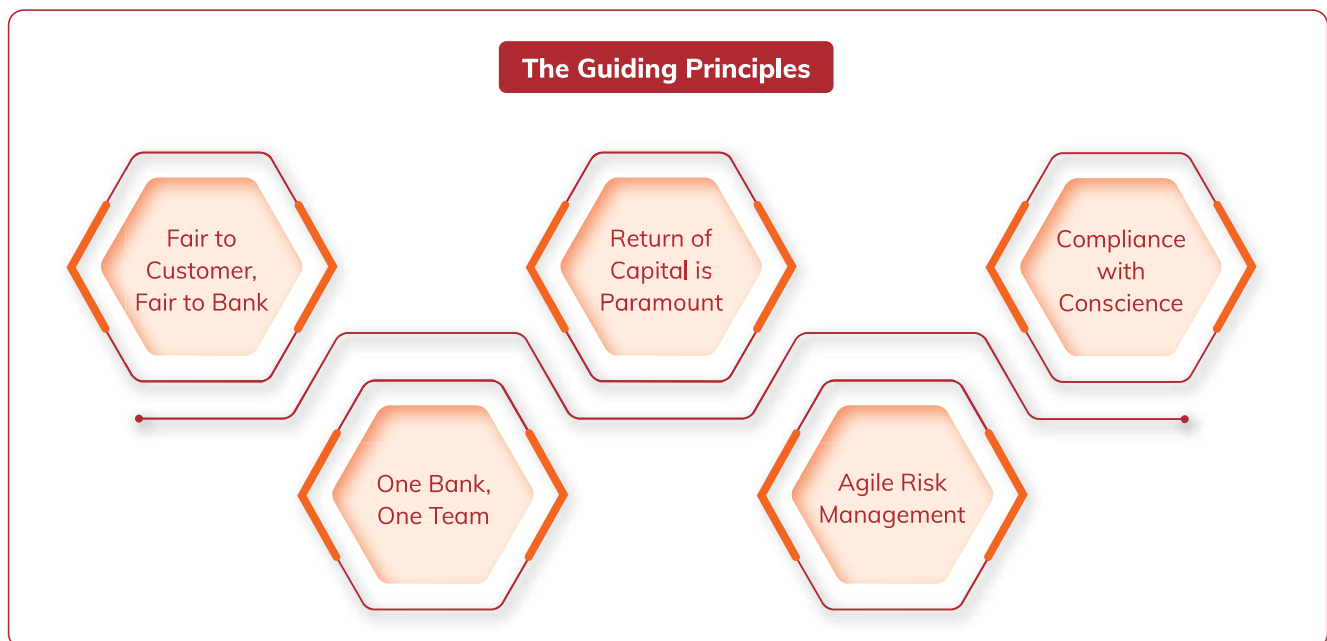 The Guiding Principles
Fair to
Customer,
Fair to Bank
Return of
Capital is
Paramount
Compliance
with
Conscience
One Bank,
One Team
Agile Risk
Management